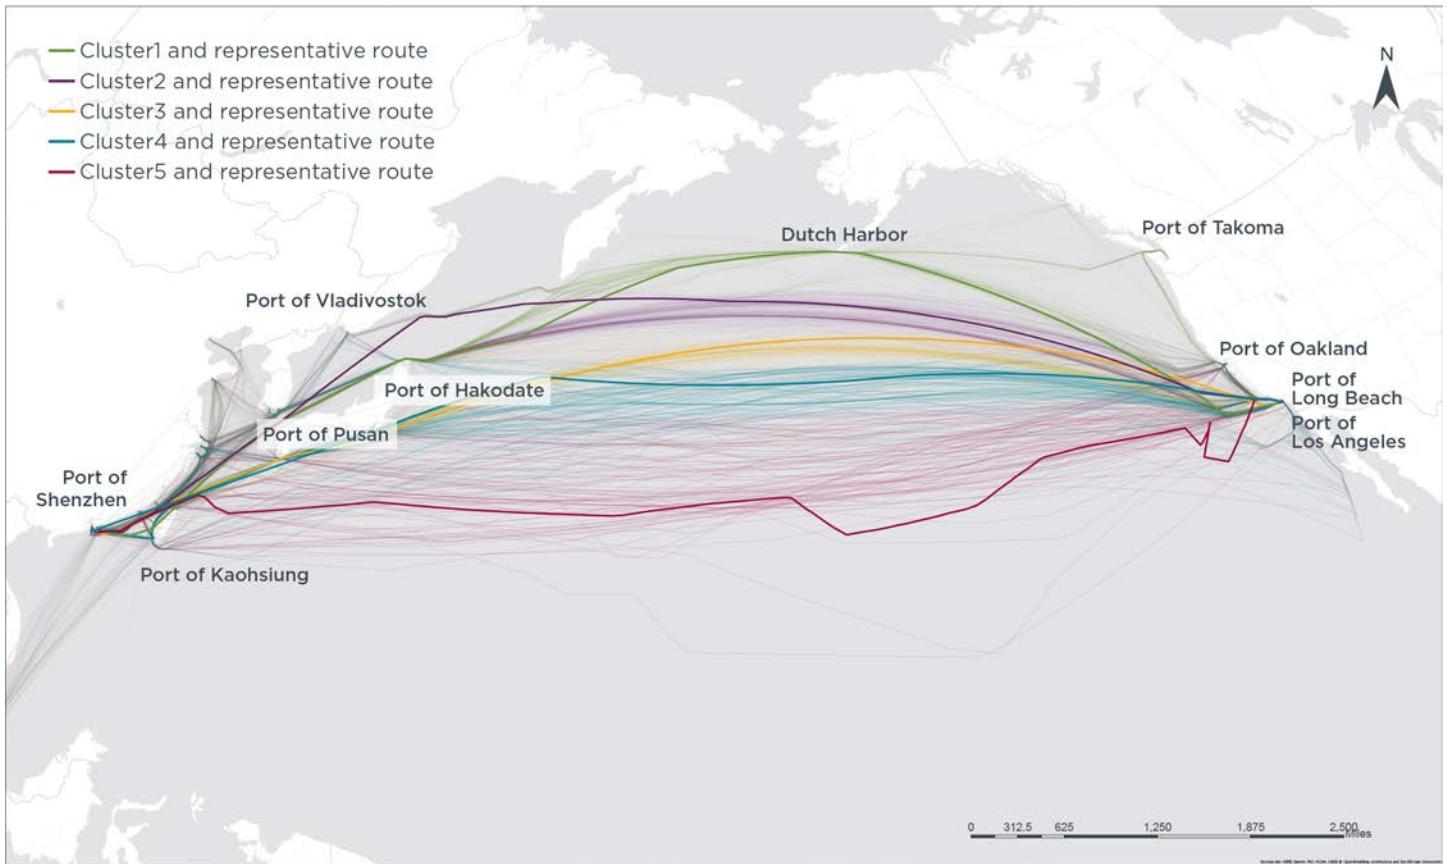 Cluster1 and representative route
Cluster2 and representative route
Cluster3 and representative route
Cluster4 and representative route
Cluster5 and representative route
N
Dutch Harbor
Port of Takoma
Port of Vladivostok
Port of Oakland
Port of Hakodate
Port of
Long Beach
Port of Pusan
Port of
Los Angeles
Port of
Shenzhen
Port of Kaohsiung
0 312.5 625 1,250 1,875 2,500
Miles